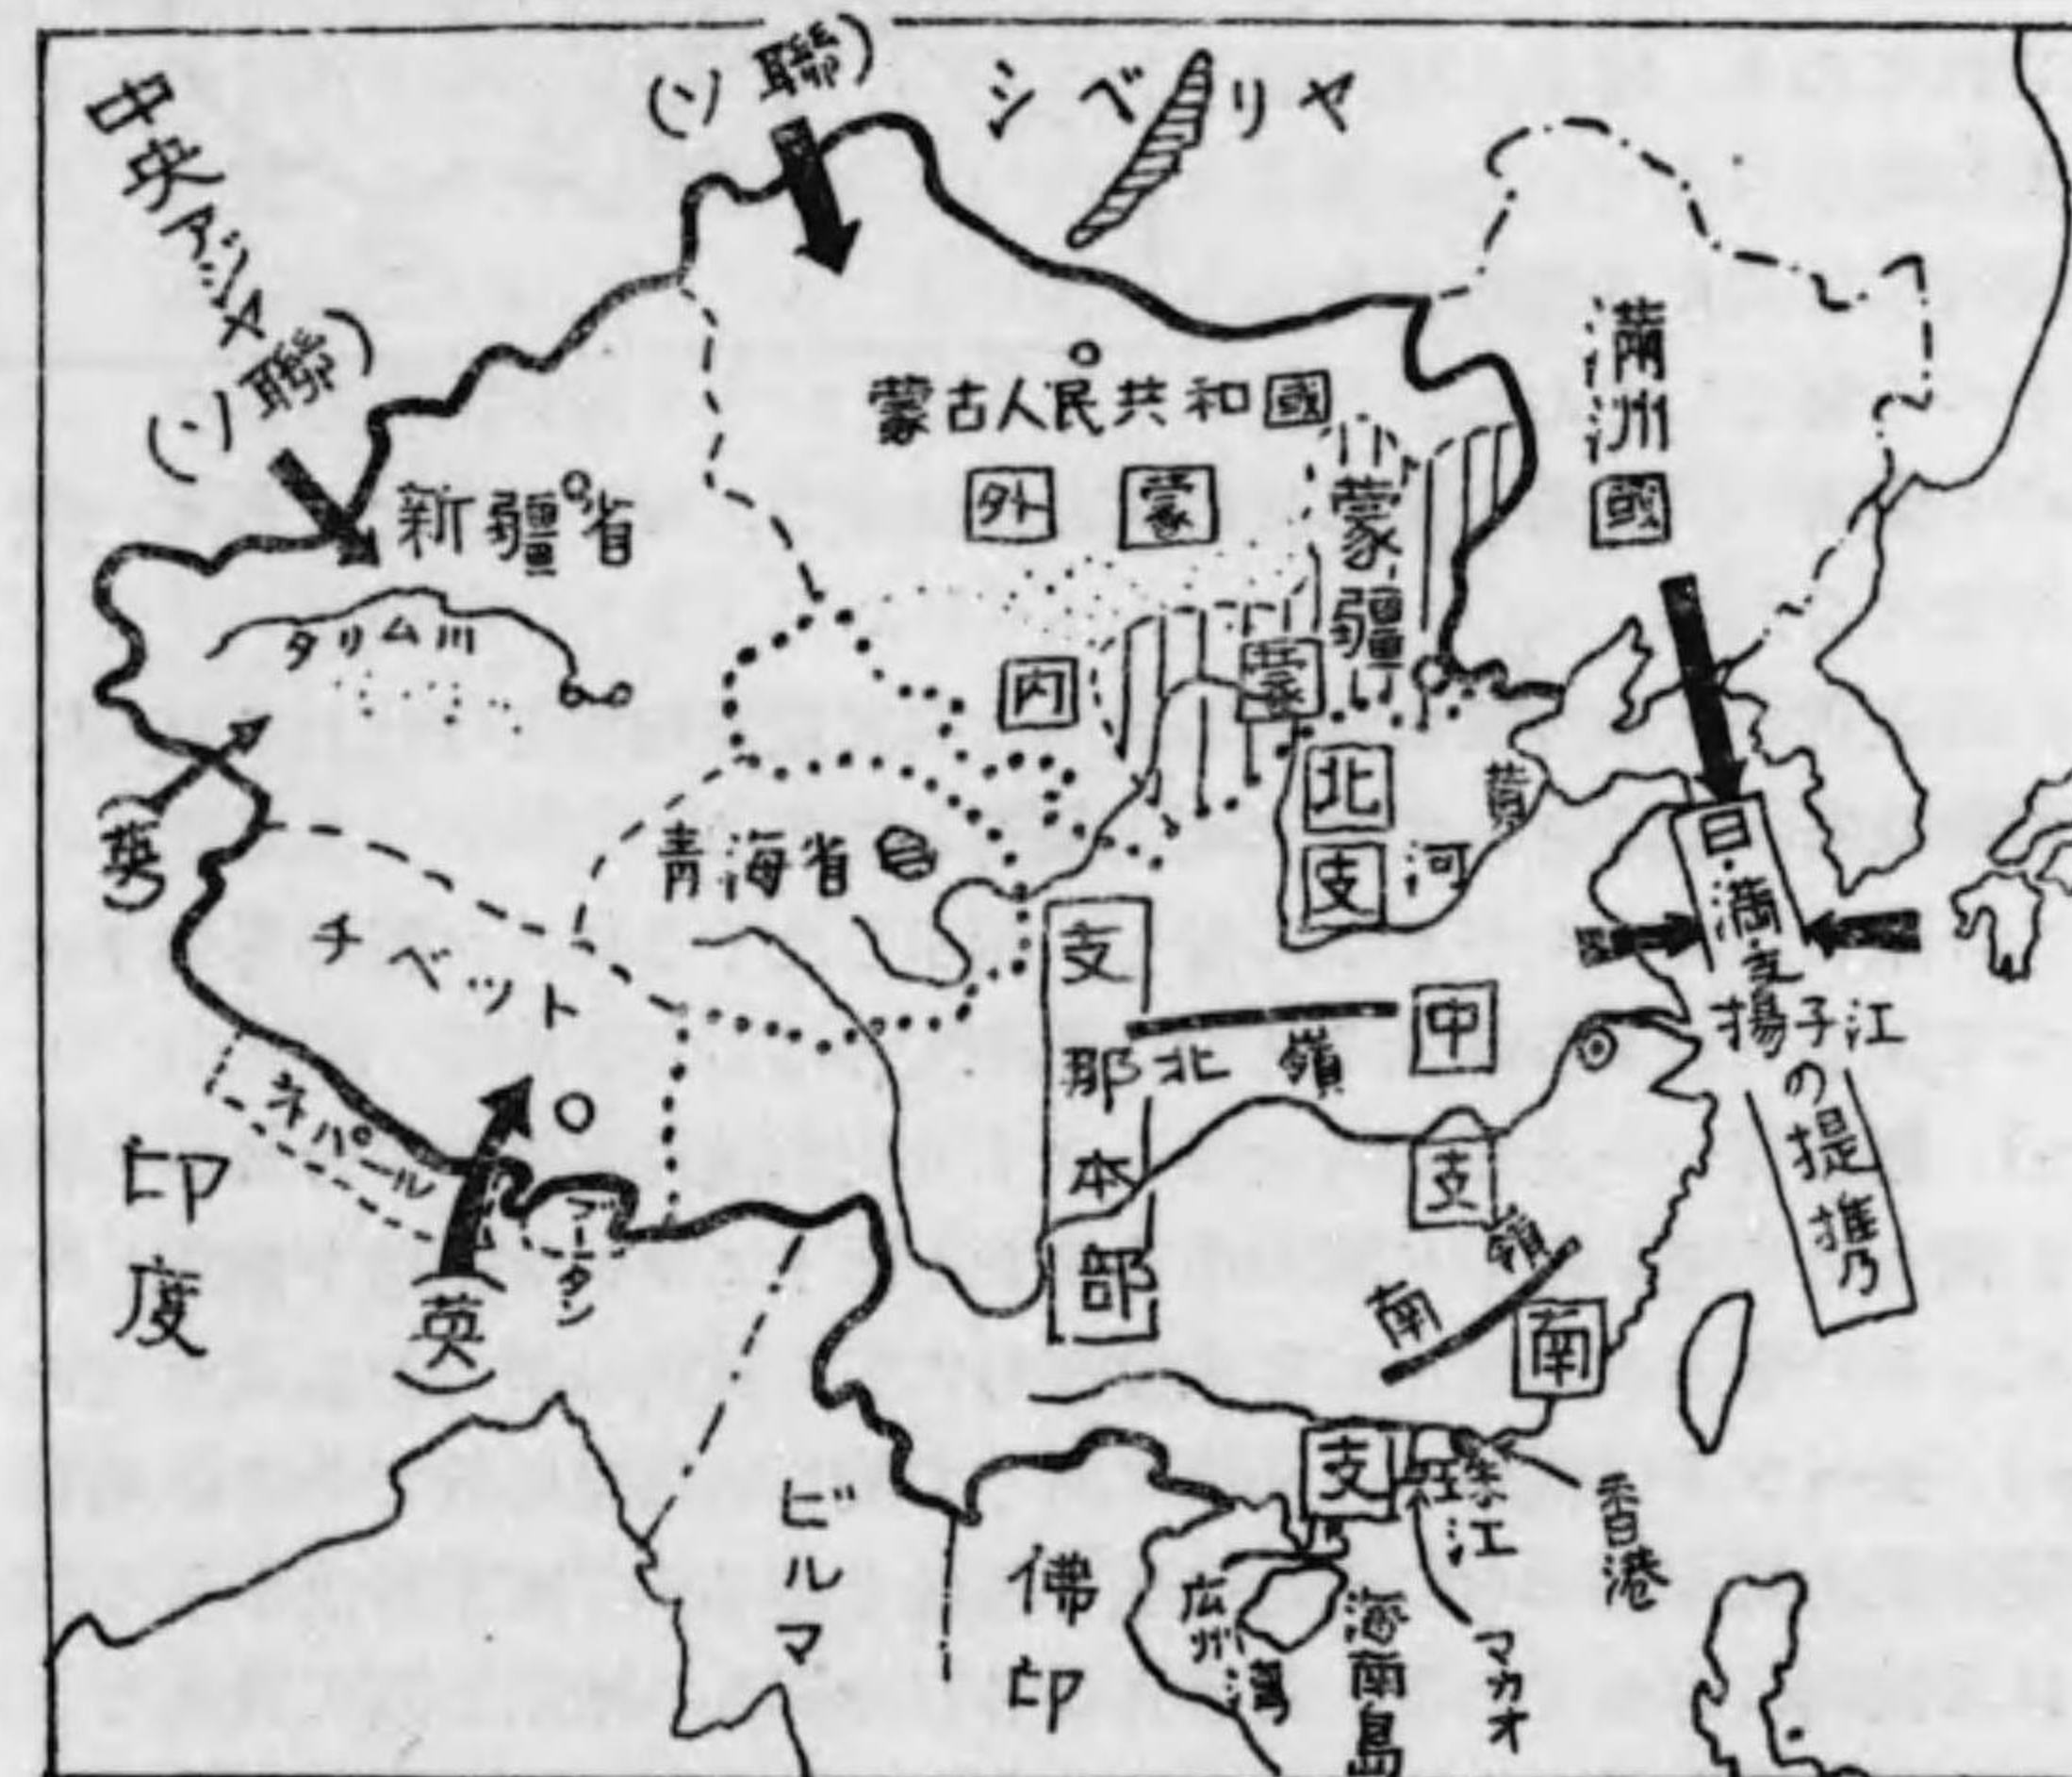 中央アジヤ
(ソ聯)
(ソ聯)
シベリヤ
満洲國
蒙古人民共和國
外蒙
新疆省
蒙疆
タリム川
内蒙
(英)
北支
黄河
青海省
チベット
日・満・支の提携
支那本部
北嶺
中支
揚子江
ネパール
ブータン
印度
(英)
南嶺
南支
珠江
香港
マカオ
ビルマ
佛印
広州湾
海南島